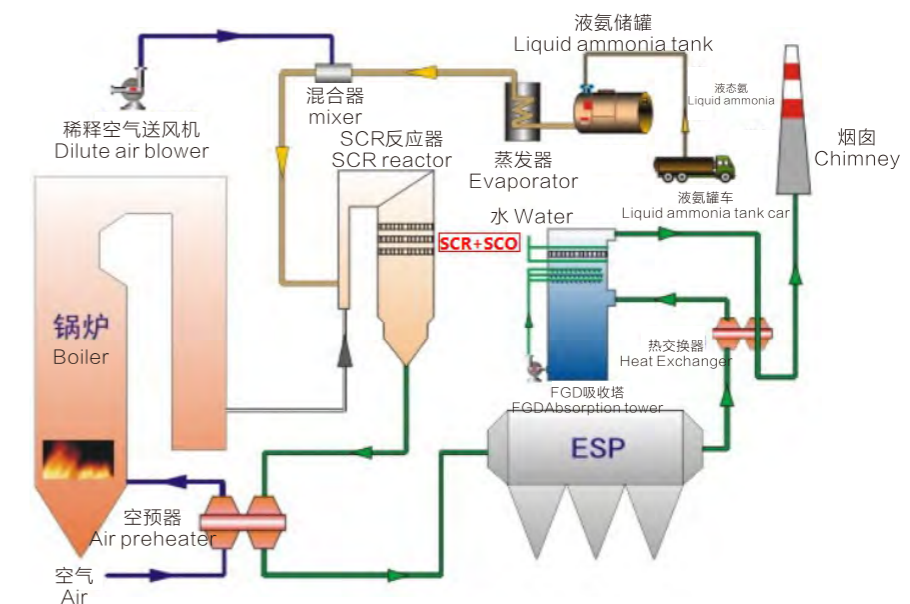 液氨储罐
Liquid ammonia tank
液态氨
Liquid ammonia
混合器
mixer
稀释空气送风机
Dilute air blower
SCR反应器
SCR reactor
蒸发器
Evaporator
烟囱
Chimney
液氨罐车
Liquid ammonia tank car
水 Water
SCR+SCO
锅炉
Boiler
热交换器
Heat Exchanger
FGD吸收塔
FGDAbsorption tower
ESP
空预器
Air preheater
空气
Air